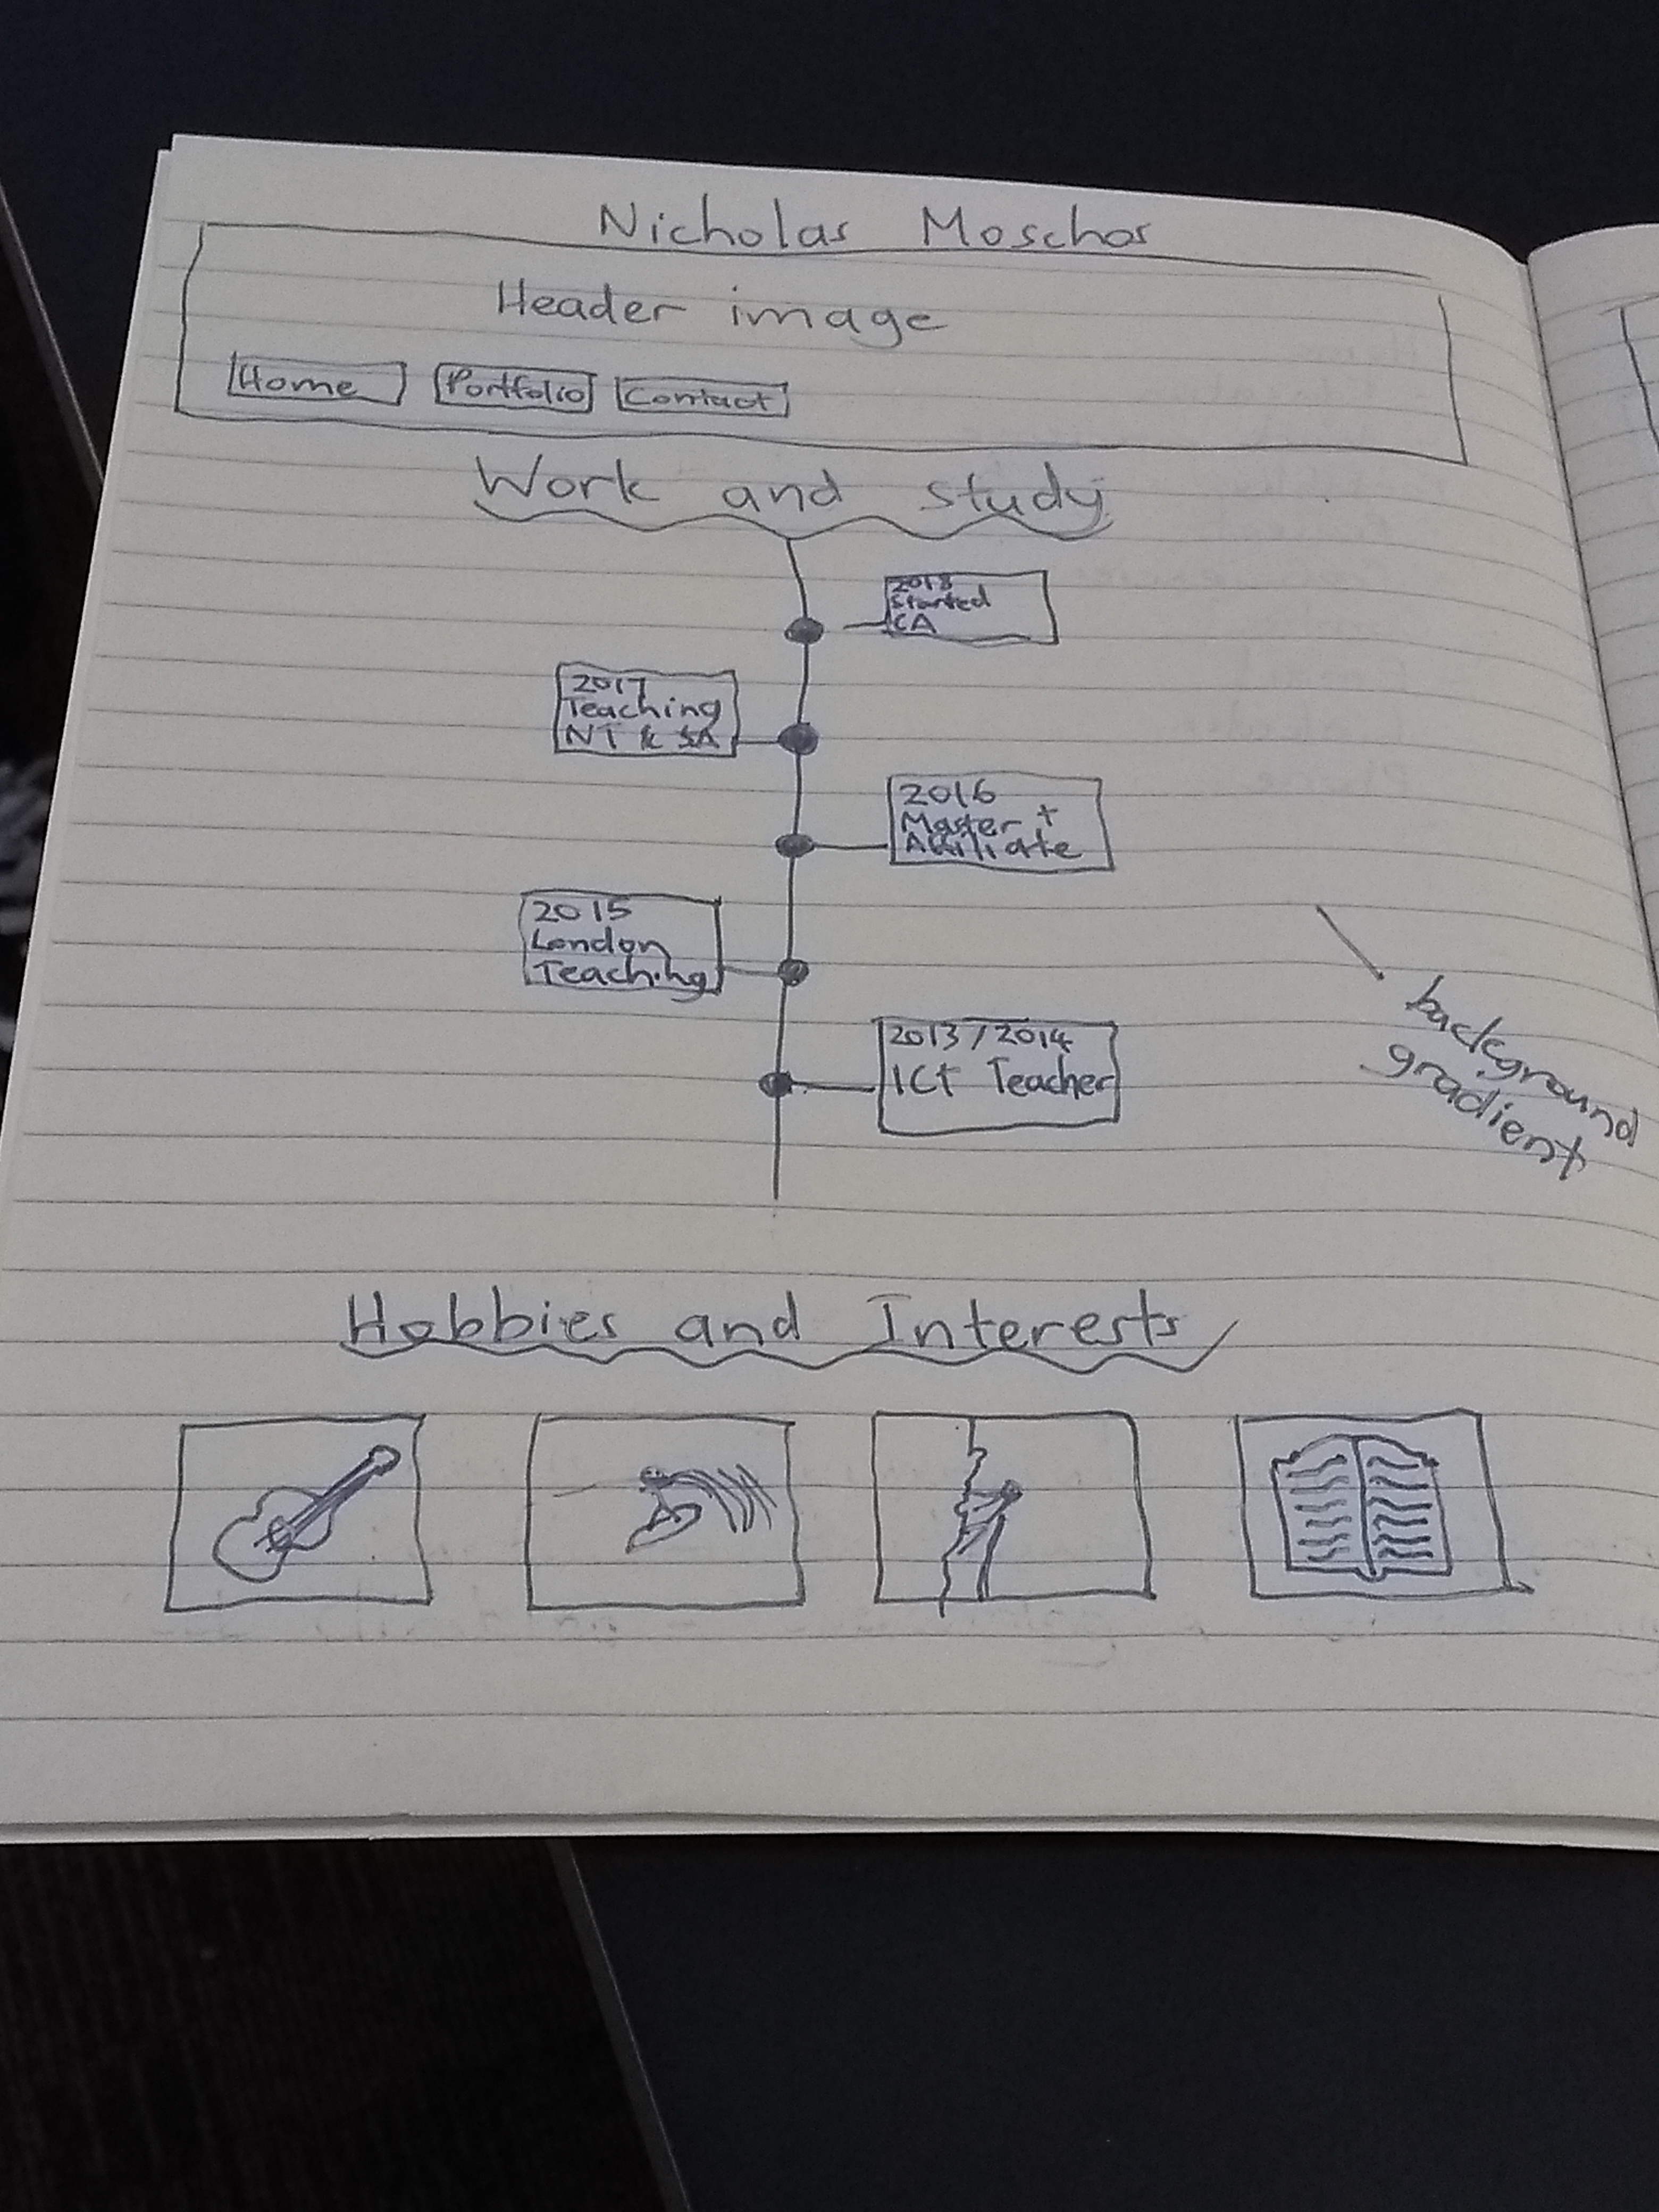 Nicholas Moschos
Header image
Home
Portfolio
Contact
Work and study
2018
Started
CA
2017
Teaching
NT & SA
2016
Master +
2015
London
Teaching
2013/2014
ICT Teacher
background
gradient
Hobbies and Interests